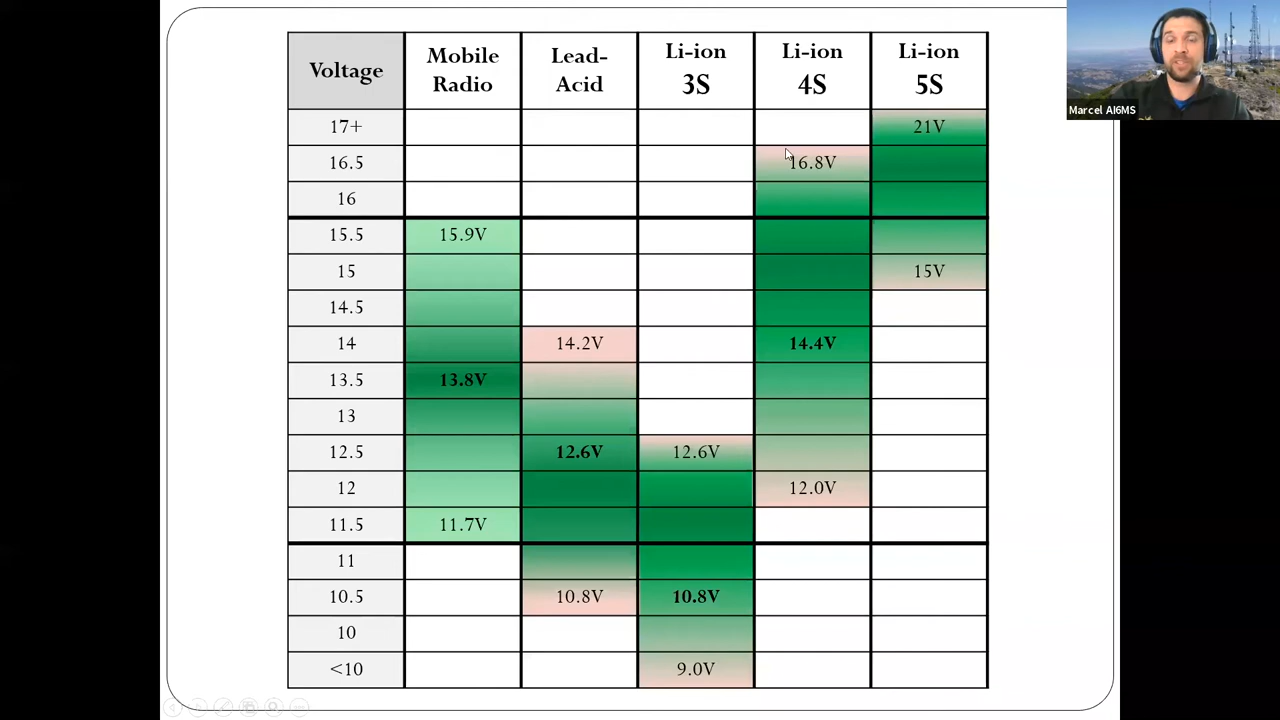 Voltage
Mobile Radio
Lead-Acid
Li-ion 3S
Li-ion 4S
Li-ion 5S
17+ 21V
16.5 16.8V
16
15.5 15.9V
15 15V
14.5
14 14.2V 14.4V
13.5 13.8V
13
12.5 12.6V 12.6V
12 12.0V
11.5 11.7V
11
10.5 10.8V 10.8V
10
<10 9.0V
Marcel AI6MS